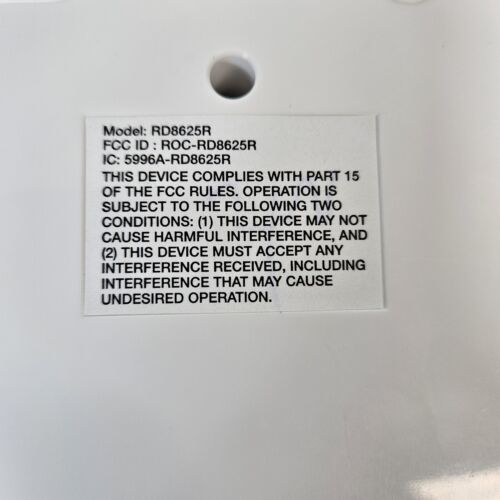 Model: RD8625R
FCC ID : ROC-RD8625R
IC: 5996A-RD8625R
THIS DEVICE COMPLIES WITH PART 15
OF THE FCC RULES. OPERATION IS
SUBJECT TO THE FOLLOWING TWO
CONDITIONS: (1) THIS DEVICE MAY NOT
CAUSE HARMFUL INTERFERENCE, AND
(2) THIS DEVICE MUST ACCEPT ANY
INTERFERENCE RECEIVED, INCLUDING
INTERFERENCE THAT MAY CAUSE
UNDESIRED OPERATION.